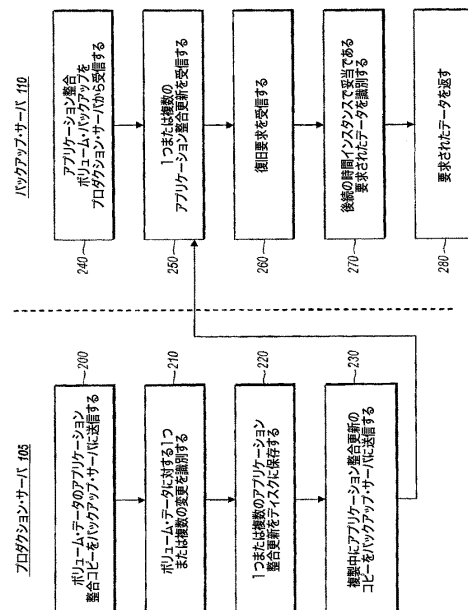 プロダクション・サーバ 105
ボリューム・データのアプリケーション
整合コピーをバックアップ・サーバに送信する
200
ボリューム・データに対する1つ
または複数の変更を識別する
210
1つまたは複数のアプリケーション
整合更新をディスクに保存する
220
複製中にアプリケーション整合更新の
コピーをバックアップ・サーバに送信する
230
バックアップ・サーバ 110
アプリケーション整合
ボリューム・バックアップを
プロダクション・サーバから受信する
240
1つまたは複数の
アプリケーション整合更新を受信する
250
復旧要求を受信する
260
後続の時間インスタンスで妥当である
要求されたデータを識別する
270
要求されたデータを返す
280